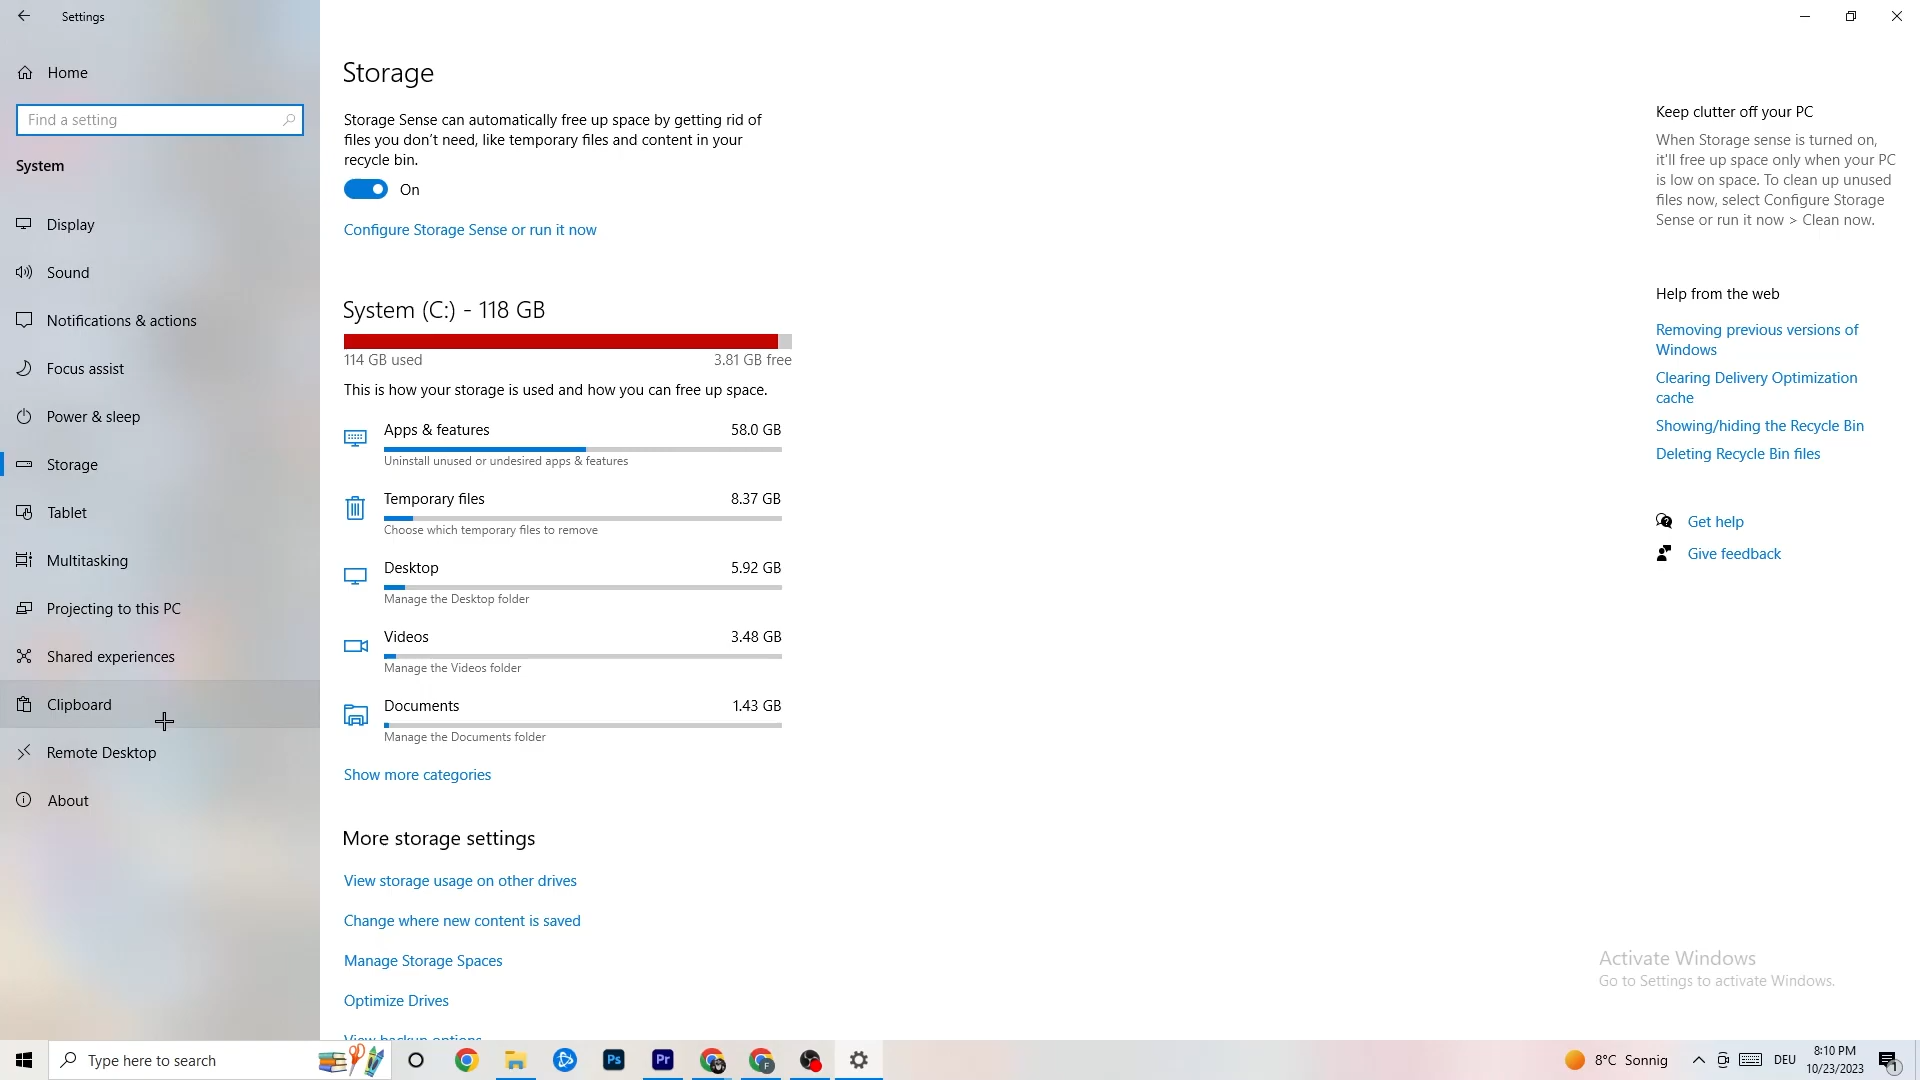 Settings
Home
Find a setting
System
Display
Sound
Notifications & actions
Focus assist
Power & sleep
Storage
Tablet
Multitasking
Projecting to this PC
Shared experiences
Clipboard
Remote Desktop
About
Storage
Storage Sense can automatically free up space by getting rid of
files you don't need, like temporary files and content in your
recycle bin.
On
Configure Storage Sense or run it now
System (C:) - 118 GB
114 GB used 3.81 GB free
This is how your storage is used and how you can free up space.
Apps & features 58.0 GB
Uninstall unused or undesired apps & features
Temporary files 8.37 GB
Choose which temporary files to remove
Desktop 5.92 GB
Manage the Desktop folder
Videos 3.48 GB
Manage the Videos folder
Documents 1.43 GB
Manage the Documents folder
Show more categories
More storage settings
View storage usage on other drives
Change where new content is saved
Manage Storage Spaces
Optimize Drives
View backup options
Keep clutter off your PC
When Storage sense is turned on,
it'll free up space only when your PC
is low on space. To clean up unused
files now, select Configure Storage
Sense or run it now > Clean now.
Help from the web
Removing previous versions of
Windows
Clearing Delivery Optimization
cache
Showing/hiding the Recycle Bin
Deleting Recycle Bin files
Get help
Give feedback
Activate Windows
Go to Settings to activate Windows.
Type here to search
Ps
Pr
F
8°C Sonnig
DEU
8:10 PM
10/23/2023
1